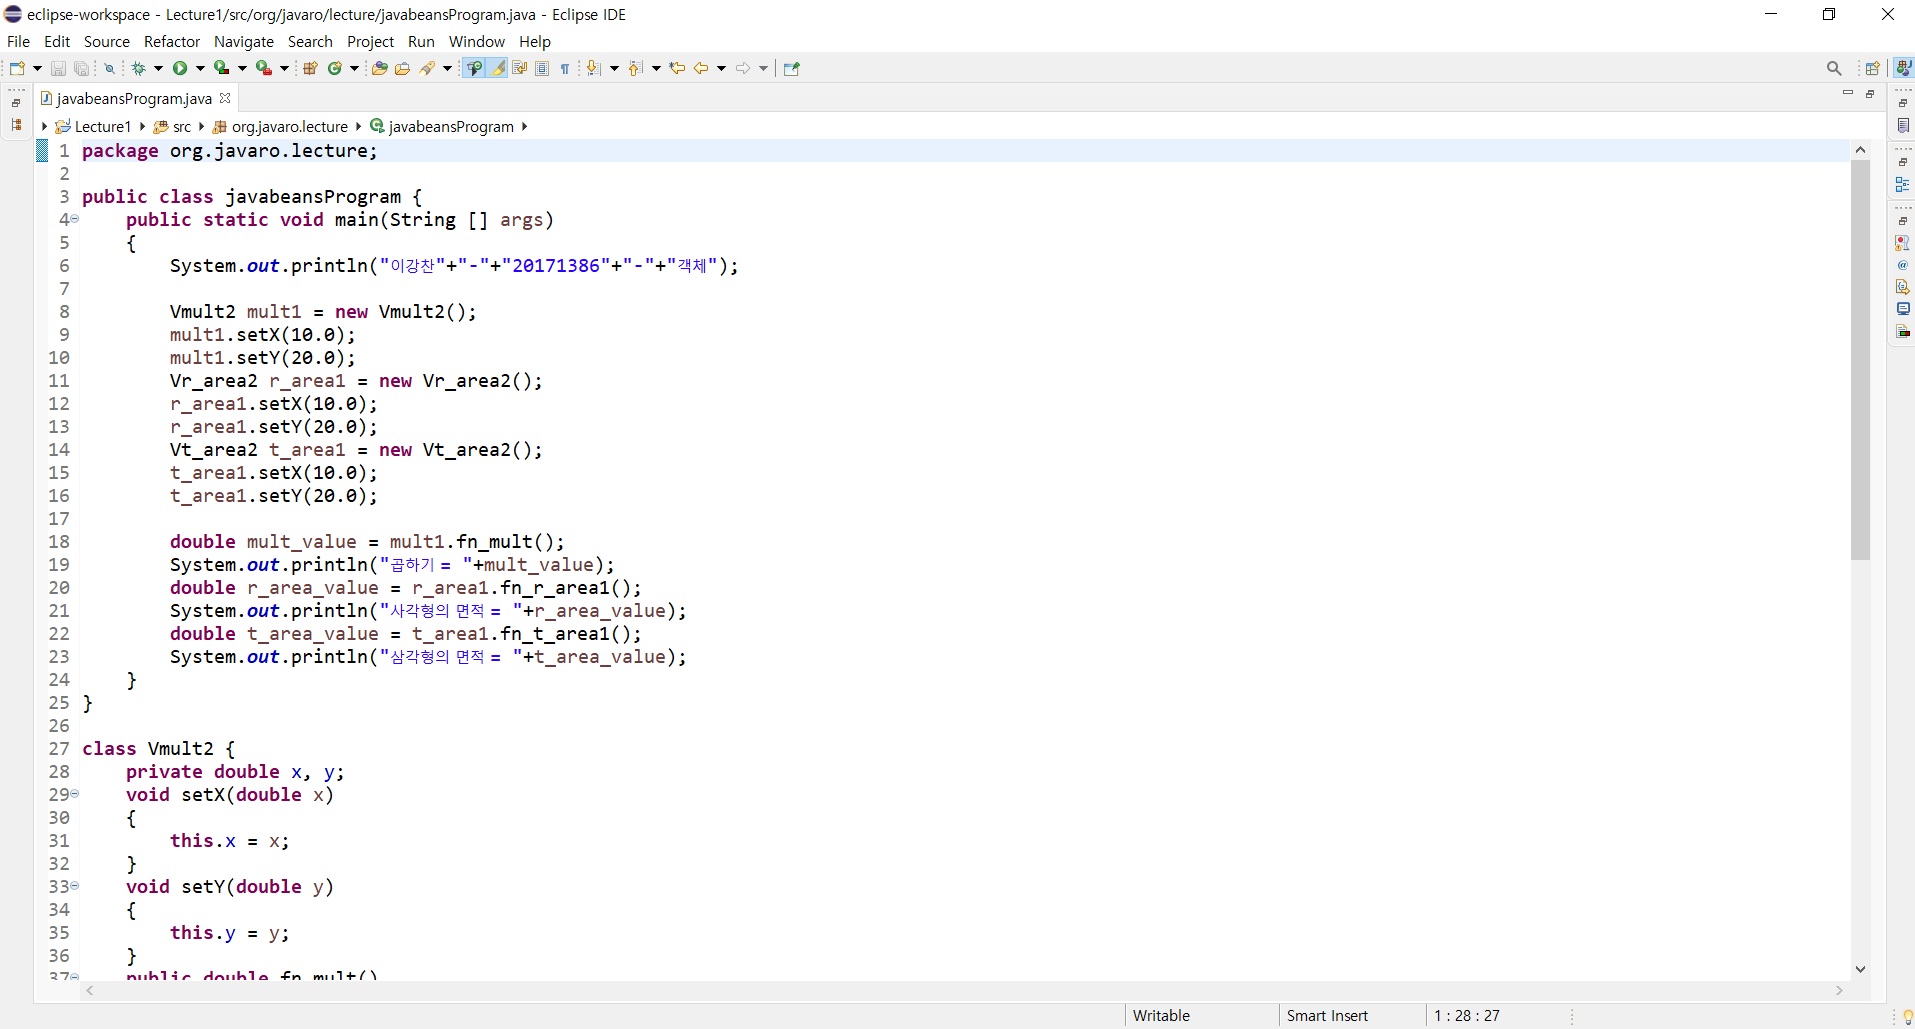 eclipse-workspace - Lecture1/src/org/javaro/lecture/javabeansProgram.java - Eclipse IDE
File Edit Source Refactor Navigate Search Project Run Window Help
javabeansProgram.java
Lecture1 src org.javaro.lecture javabeansProgram
1 package org.javaro.lecture;
2
3 public class javabeansProgram {
4 public static void main(String [] args)
5 {
6 System.out.println("이강찬"+"-"+"20171386"+"-"+"객체");
7
8 Vmult2 mult1 = new Vmult2();
9 mult1.setX(10.0);
10 mult1.setY(20.0);
11 Vr_area2 r_area1 = new Vr_area2();
12 r_area1.setX(10.0);
13 r_area1.setY(20.0);
14 Vt_area2 t_area1 = new Vt_area2();
15 t_area1.setX(10.0);
16 t_area1.setY(20.0);
17
18 double mult_value = mult1.fn_mult();
19 System.out.println("곱하기 = "+mult_value);
20 double r_area_value = r_area1.fn_r_area1();
21 System.out.println("사각형의 면적 = "+r_area_value);
22 double t_area_value = t_area1.fn_t_area1();
23 System.out.println("삼각형의 면적 = "+t_area_value);
24 }
25 }
26
27 class Vmult2 {
28 private double x, y;
29 void setX(double x)
30 {
31 this.x = x;
32 }
33 void setY(double y)
34 {
35 this.y = y;
36 }
37 public double fn_mult()
Writable Smart Insert 1 : 28 : 27